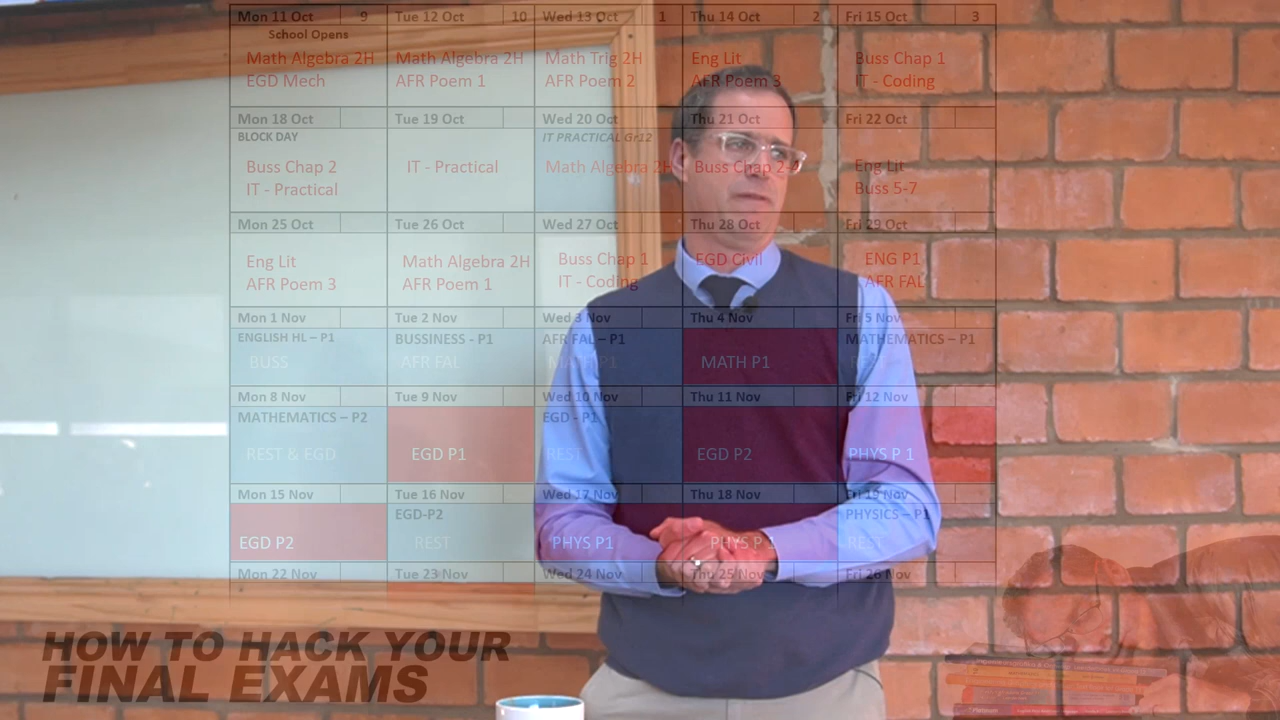 Mon 11 Oct 9 Tue 12 Oct 10 Wed 13 Oct 1 Thu 14 Oct 2 Fri 15 Oct 3
School Opens
Math Algebra 2H Math Algebra 2H Math Trig 2H Eng Lit Buss Chap 1
EGD Mech AFR Poem 1 AFR Poem 2 AFR Poem 3 IT - Coding
Mon 18 Oct Tue 19 Oct Wed 20 Oct Thu 21 Oct Fri 22 Oct
BLOCK DAY IT PRACTICAL Gr12
Buss Chap 2 IT - Practical Math Algebra 2H Buss Chap 2-4 Eng Lit
IT - Practical Buss 5-7
Mon 25 Oct Tue 26 Oct Wed 27 Oct Thu 28 Oct Fri 29 Oct
Eng Lit Math Algebra 2H Buss Chap 1 EGD Civil ENG P1
AFR Poem 3 AFR Poem 1 IT - Coding AFR FAL
Mon 1 Nov Tue 2 Nov Wed 3 Nov Thu 4 Nov Fri 5 Nov
ENGLISH HL – P1 BUSSINESS - P1 AFR FAL – P1 MATHEMATICS – P1
BUSS AFR FAL MATH P1 MATH P1
Mon 8 Nov Tue 9 Nov Wed 10 Nov Thu 11 Nov Fri 12 Nov
MATHEMATICS – P2 EGD - P1
REST & EGD EGD P1 REST EGD P2 PHYS P 1
Mon 15 Nov Tue 16 Nov Wed 17 Nov Thu 18 Nov Fri 19 Nov
EGD-P2 PHYSICS – P1
EGD P2 REST PHYS P1 PHYS P 1 REST
Mon 22 Nov Tue 23 Nov Wed 24 Nov Thu 25 Nov Fri 26 Nov
HOW TO HACK YOUR
FINAL EXAMS